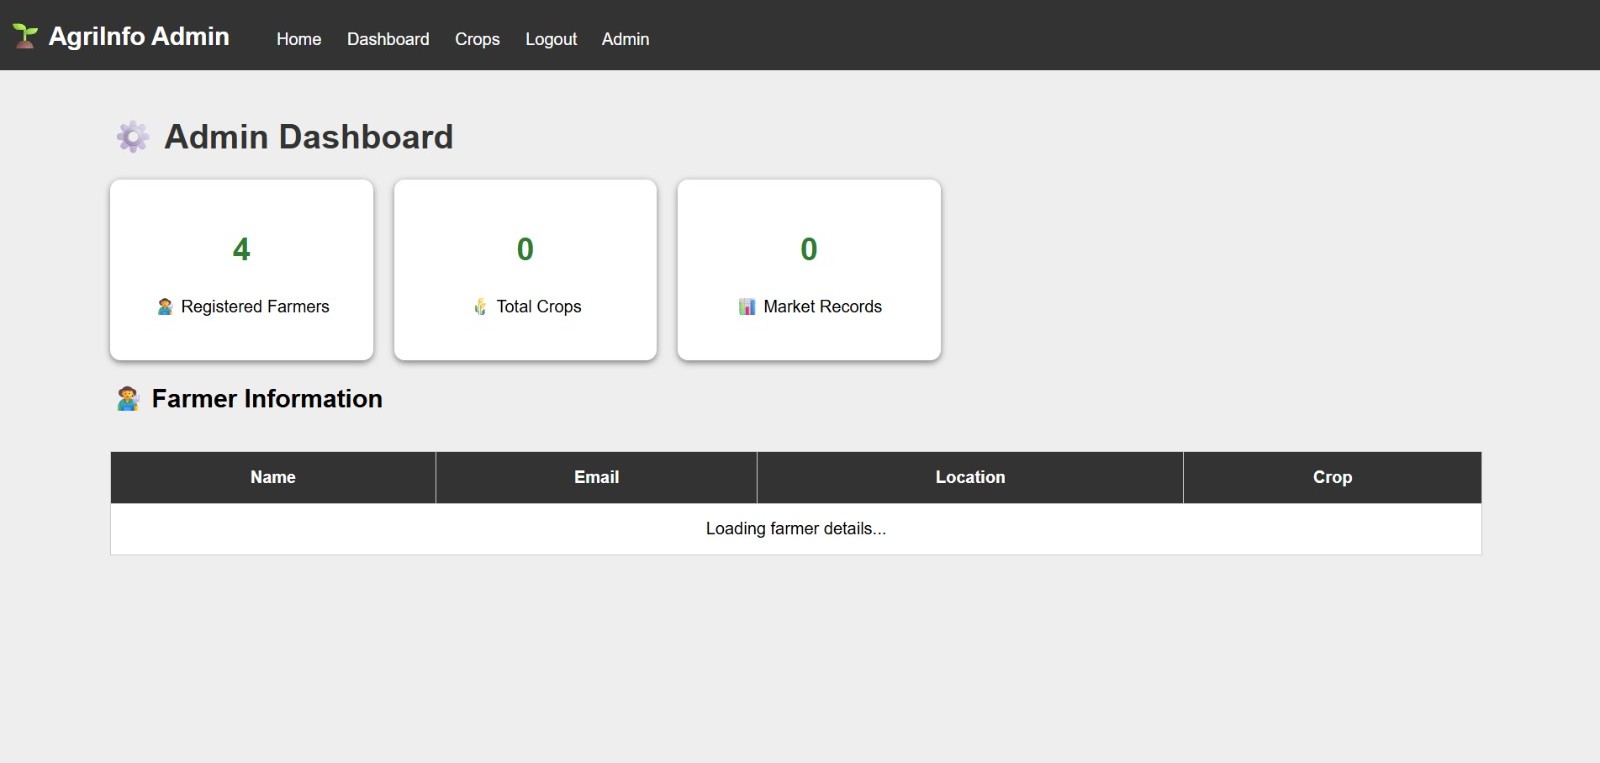 AgriInfo Admin Home Dashboard Crops Logout Admin
Admin Dashboard
4
Registered Farmers
0
Total Crops
0
Market Records
Farmer Information
Name Email Location Crop
Loading farmer details...